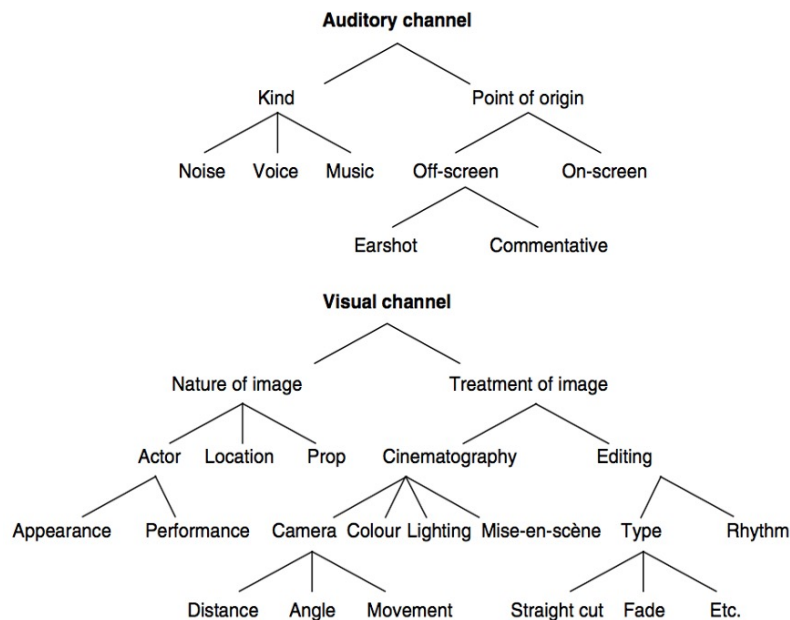 Auditory channel
Kind Point of origin
Noise Voice Music Off-screen On-screen
Earshot Commentative
Visual channel
Nature of image Treatment of image
Actor Location Prop Cinematography Editing
Appearance Performance Camera Colour Lighting Mise-en-scène Type Rhythm
Distance Angle Movement Straight cut Fade Etc.